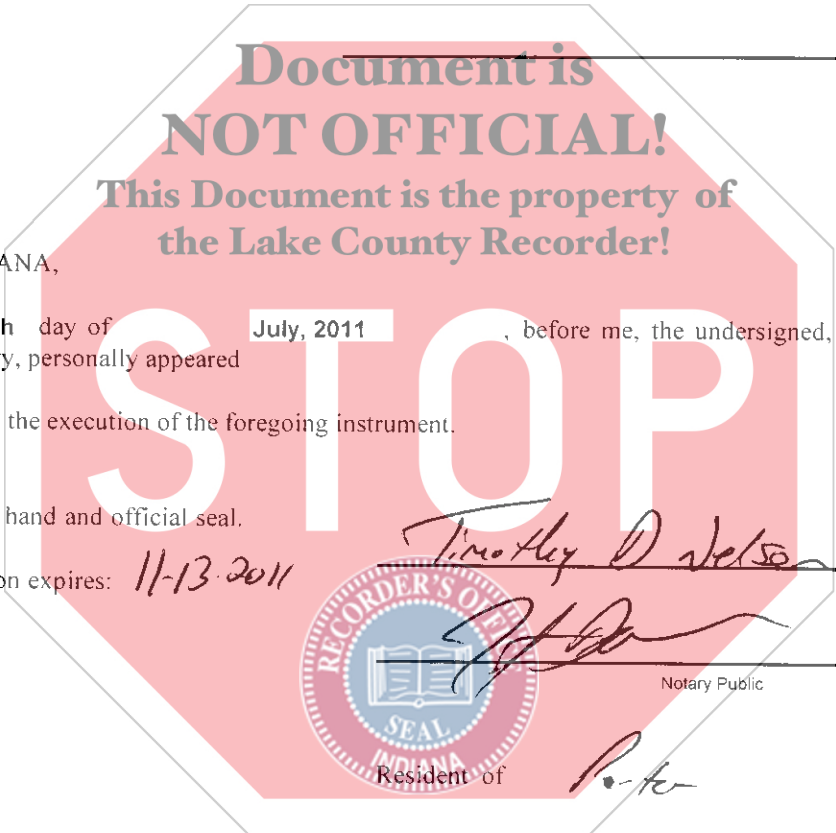 Document is
NOT OFFICIAL!
This Document is the property of
the Lake County Recorder!
ANA,
h day of July, 2011 , before me, the undersigned,
y, personally appeared
the execution of the foregoing instrument.
STOP
hand and official seal.
Timothy D Nelson
on expires: 11-13-2011
RECORDER'S OFFICE
SEAL
INDIANA
Notary Public
Resident of Porter